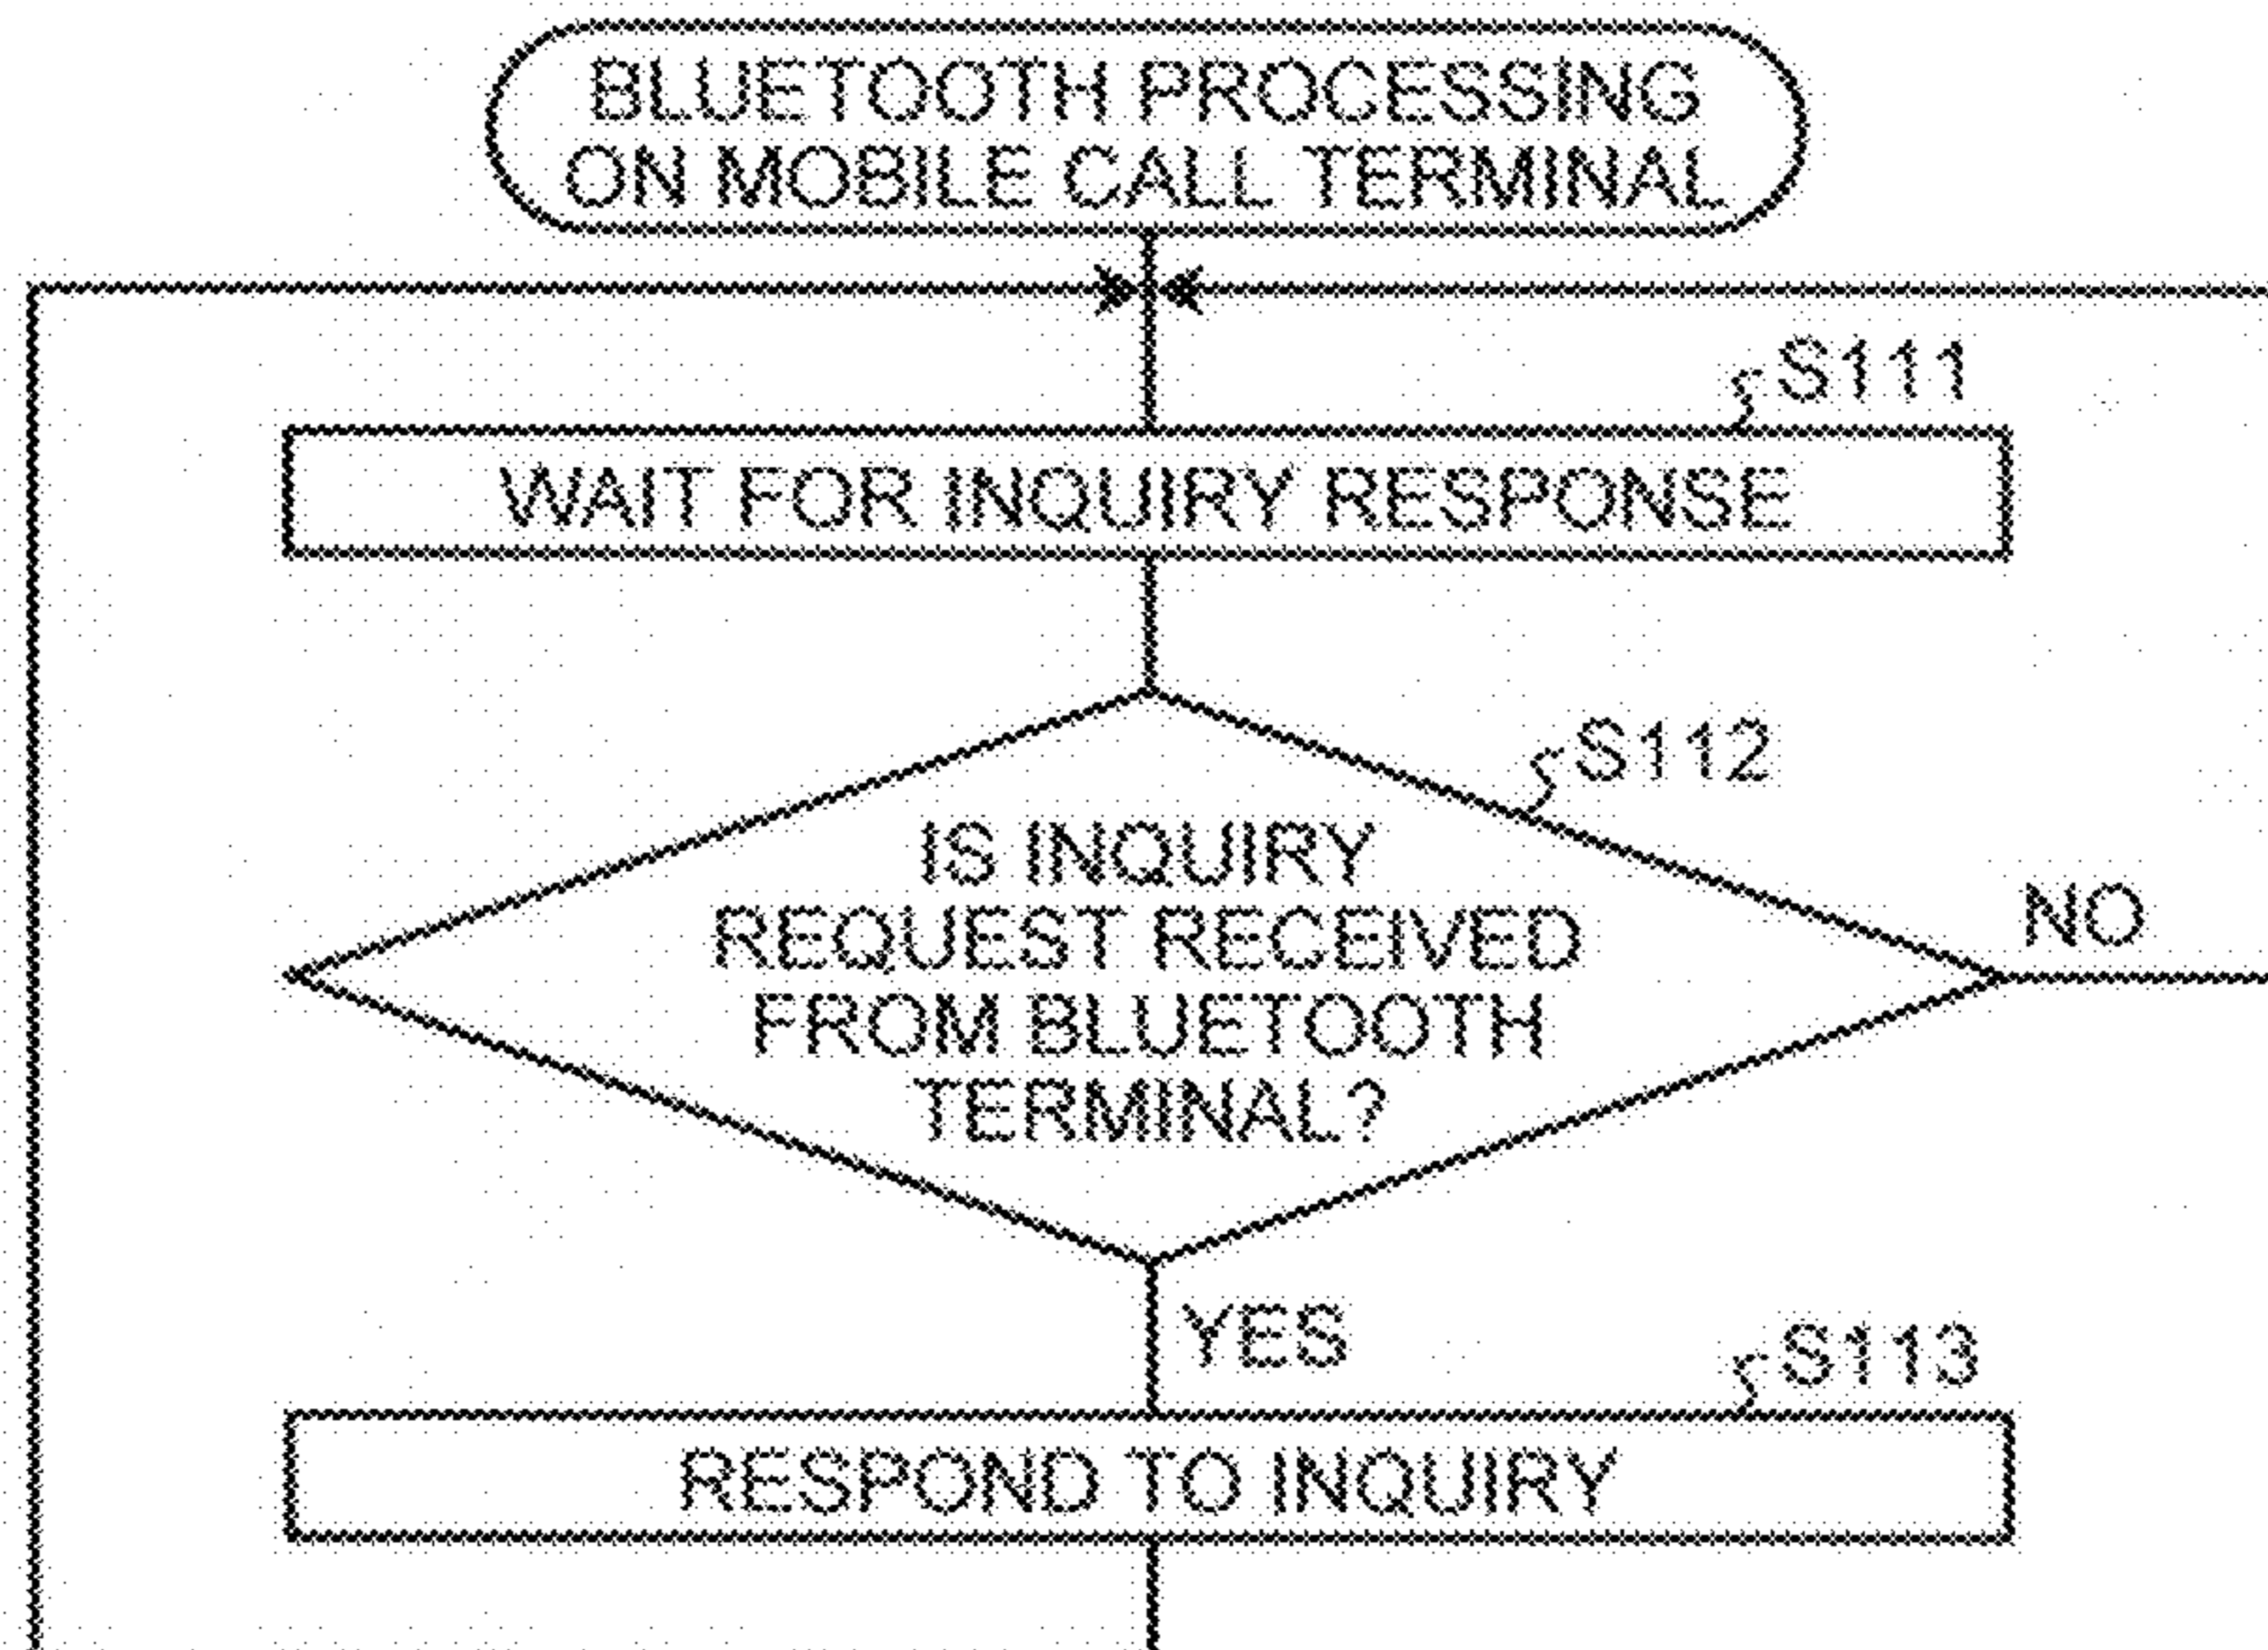 BLUETOOTH PROCESSING
ON MOBILE CALL TERMINAL
S111
WAIT FOR INQUIRY RESPONSE
S112
IS INQUIRY
REQUEST RECEIVED
FROM BLUETOOTH
TERMINAL?
NO
YES
S113
RESPOND TO INQUIRY